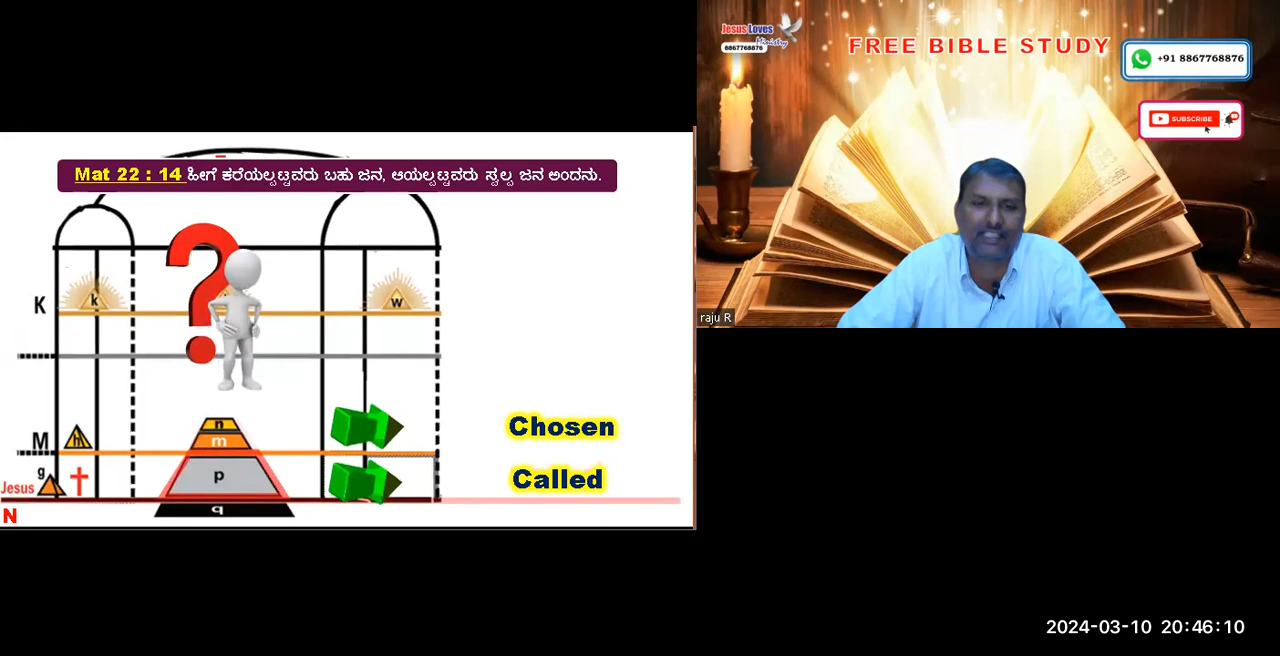 Mat 22 : 14 ಹೀಗೆ ಕರೆಯಲ್ಪಟ್ಟವರು ಬಹು ಜನ, ಆಯಲ್ಪಟ್ಟವರು ಸ್ವಲ್ಪ ಜನ ಅಂದನು.
K
k
w
n
M
h
m
g
p
Jesus
q
N
Chosen
Called
Jesus Loves
Ministry
8867768876
FREE BIBLE STUDY
+91 8867768876
SUBSCRIBE
raju R
2024-03-10 20:46:10